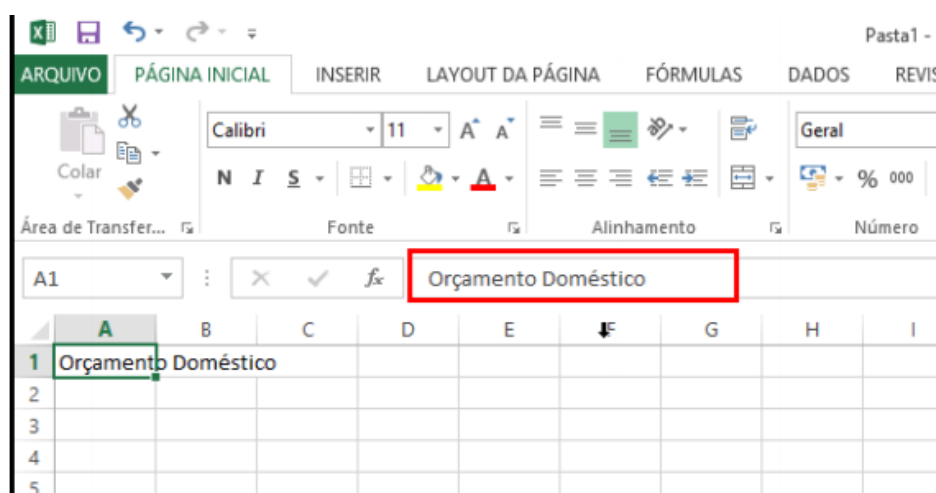 Pasta1 -
ARQUIVO PÁGINA INICIAL INSERIR LAYOUT DA PÁGINA FÓRMULAS DADOS REVIS
Calibri 11 A A Geral
Colar N I S A % 000
Área de Transfer... Fonte Alinhamento Número
A1 fx Orçamento Doméstico
A B C D E F G H I
1 Orçamento Doméstico
2
3
4
5